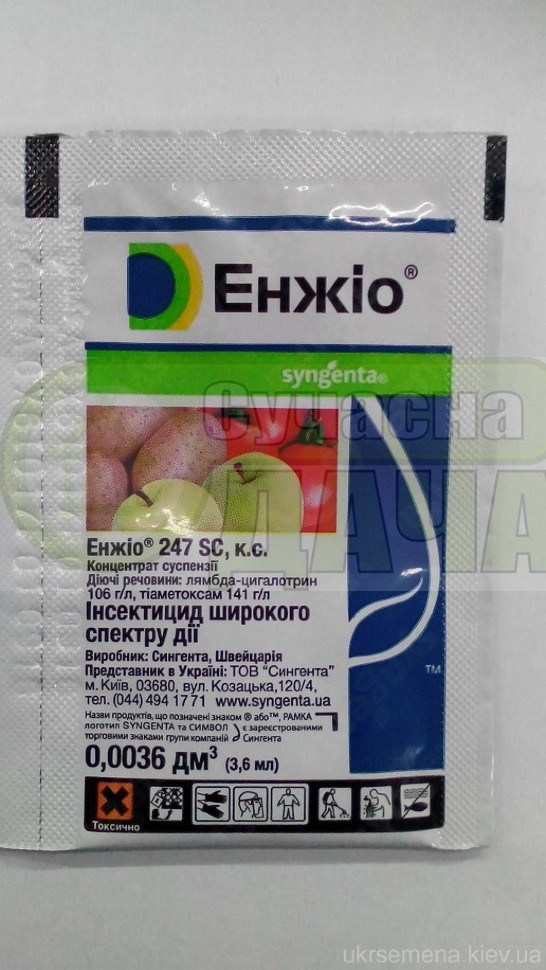 Енжіо®
syngenta®
Сучасна
ДАЧА
Енжіо® 247 SC, к.с.
Концентрат суспензії
Діючі речовини: лямбда-цигалотрин
106 г/л, тіаметоксам 141 г/л
Інсектицид широкого
спектру дії
Виробник: Сингента, Швейцарія
Представник в Україні: ТОВ "Сингента"
м. Київ, 03680, вул. Козацька,120/4,
тел. (044) 494 17 71 www.syngenta.ua
Назви продуктів, що позначені знаком ® або™, РАМКА
логотип SYNGENTA та СИМВОЛ є зареєстрованими
торговими знаками групи компаній Сингента
TM
0,0036 дм³ (3,6 мл)
Токсично
ukrsemena.kiev.ua